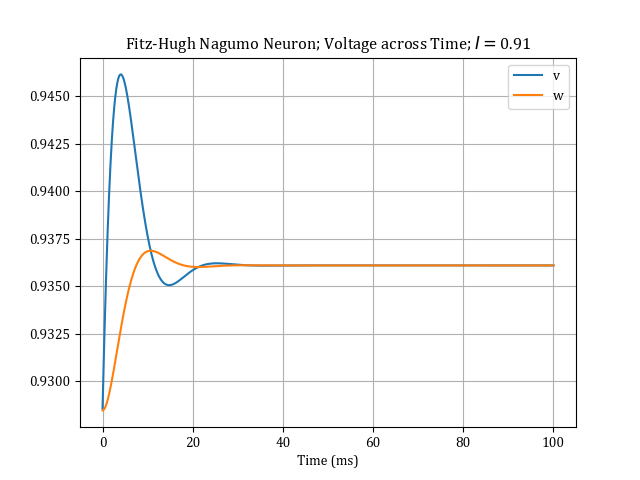 Fitz-Hugh Nagumo Neuron; Voltage across Time; I = 0.91
v
w
0.9450
0.9425
0.9400
0.9375
0.9350
0.9325
0.9300
0 20 40 60 80 100
Time (ms)